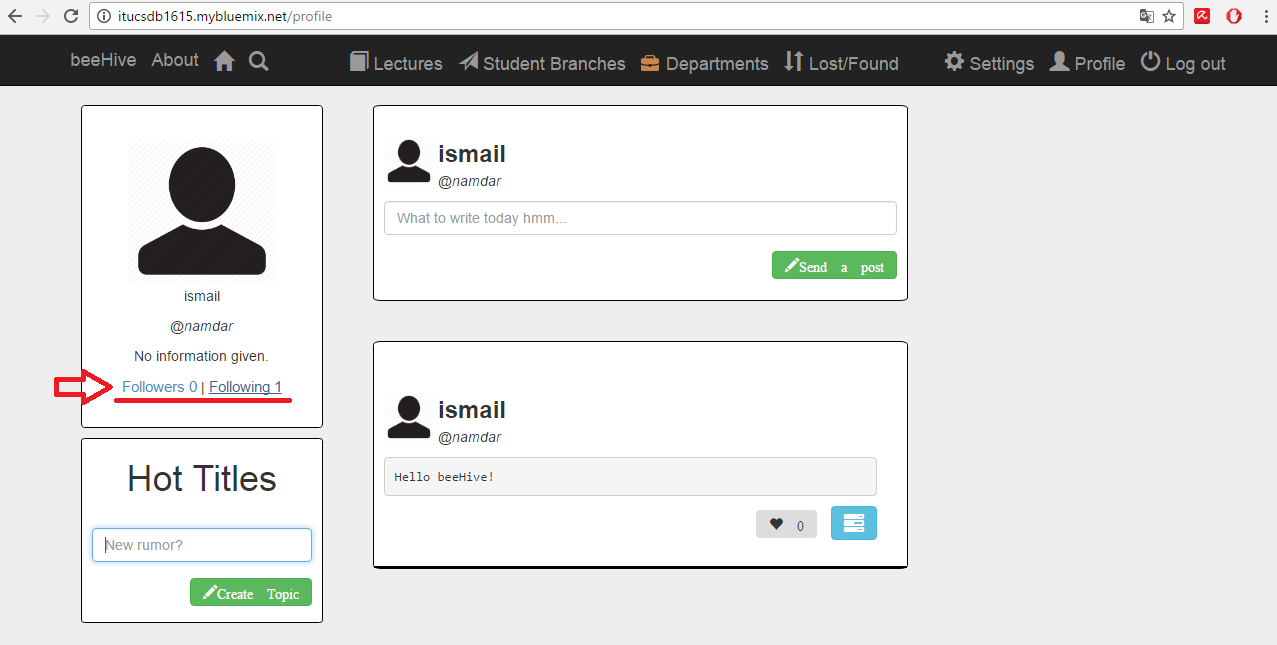 itucsdb1615.mybluemix.net/profile
beeHive About Lectures Student Branches Departments Lost/Found Settings Profile Log out
ismail
@namdar
No information given.
Followers 0 | Following 1
Hot Titles
New rumor?
Create Topic
ismail
@namdar
What to write today hmm...
Send a post
ismail
@namdar
Hello beeHive!
0